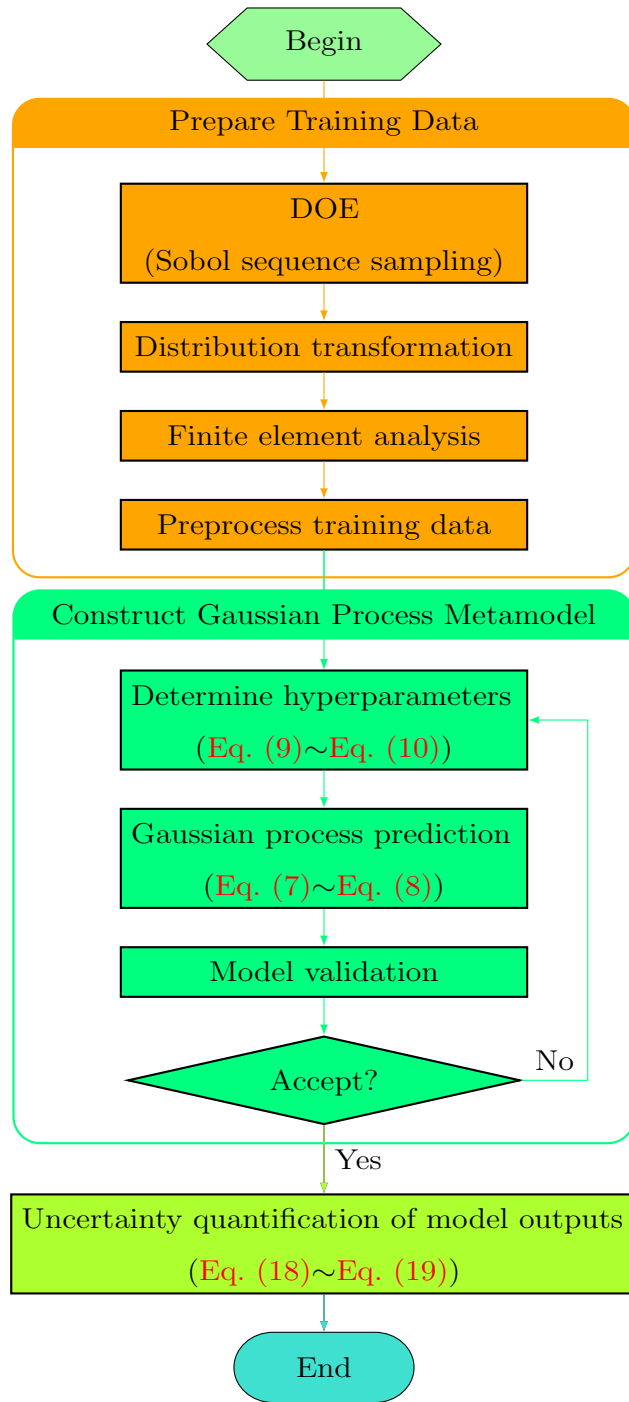 Begin
Prepare Training Data
DOE
(Sobol sequence sampling)
Distribution transformation
Finite element analysis
Preprocess training data
Construct Gaussian Process Metamodel
Determine hyperparameters
(Eq. (9)∼Eq. (10))
Gaussian process prediction
(Eq. (7)∼Eq. (8))
Model validation
Accept?
No
Yes
Uncertainty quantification of model outputs
(Eq. (18)∼Eq. (19))
End